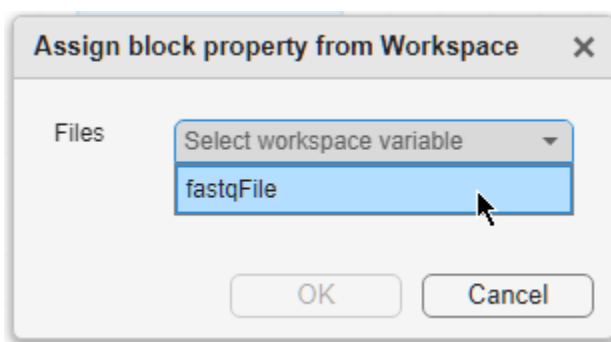 Assign block property from Workspace
Files
Select workspace variable
fastqFile
OK
Cancel